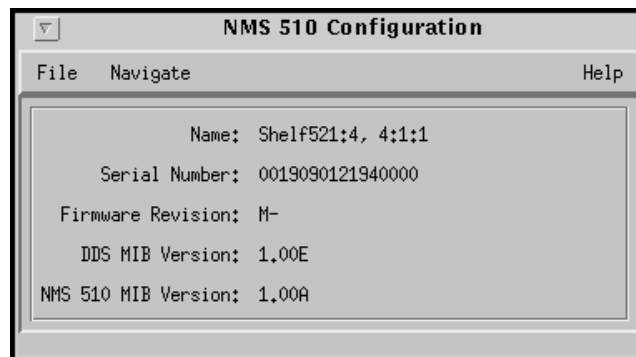 NMS 510 Configuration
File Navigate Help
Name: Shelf521:4, 4:1:1
Serial Number: 0019090121940000
Firmware Revision: M-
DDS MIB Version: 1.00E
NMS 510 MIB Version: 1.00A